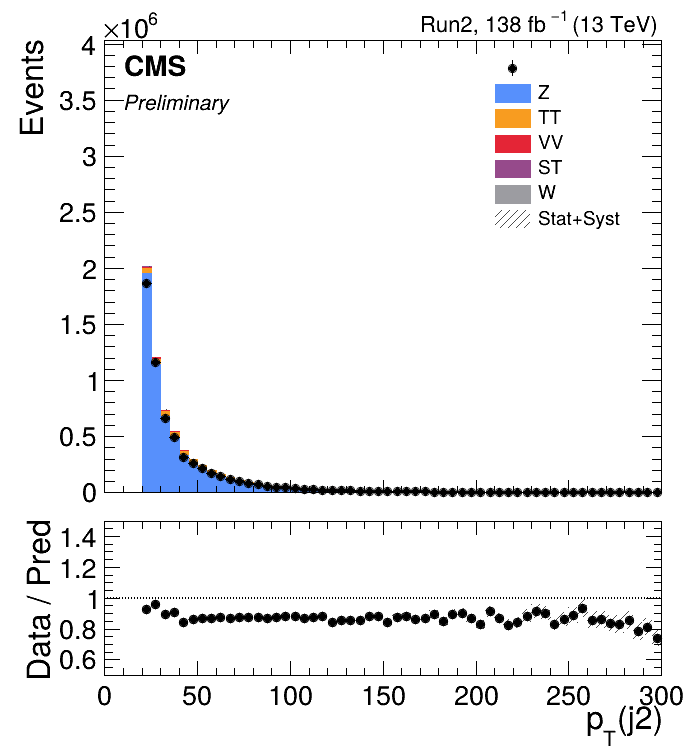 ×10⁶
Run2, 138 fb⁻¹ (13 TeV)
CMS
Preliminary
Events
4
3.5
3
2.5
2
1.5
1
0.5
0
Z
TT
VV
ST
W
Stat+Syst
Data / Pred
1.4
1.2
1
0.8
0.6
0 50 100 150 200 250 300
p_T(j2)